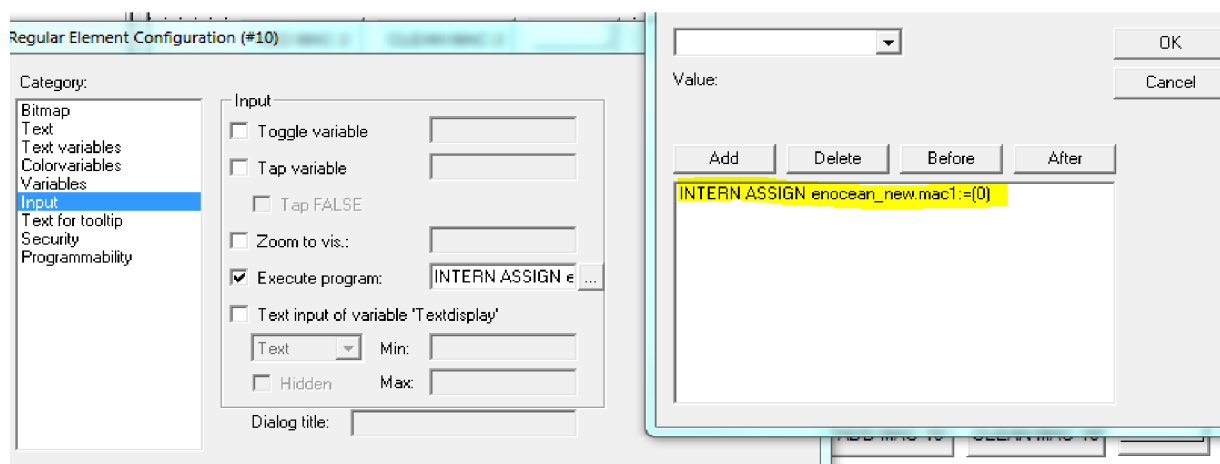 Regular Element Configuration (#10)
Category:
Bitmap
Text
Text variables
Colorvariables
Variables
Input
Text for tooltip
Security
Programmability
Input
Toggle variable
Tap variable
Tap FALSE
Zoom to vis.:
Execute program:
INTERN ASSIGN e
...
Text input of variable 'Textdisplay'
Text
Min:
Hidden
Max:
Dialog title:
OK
Value:
Cancel
Add
Delete
Before
After
INTERN ASSIGN enocean_new.mac1:=(0)